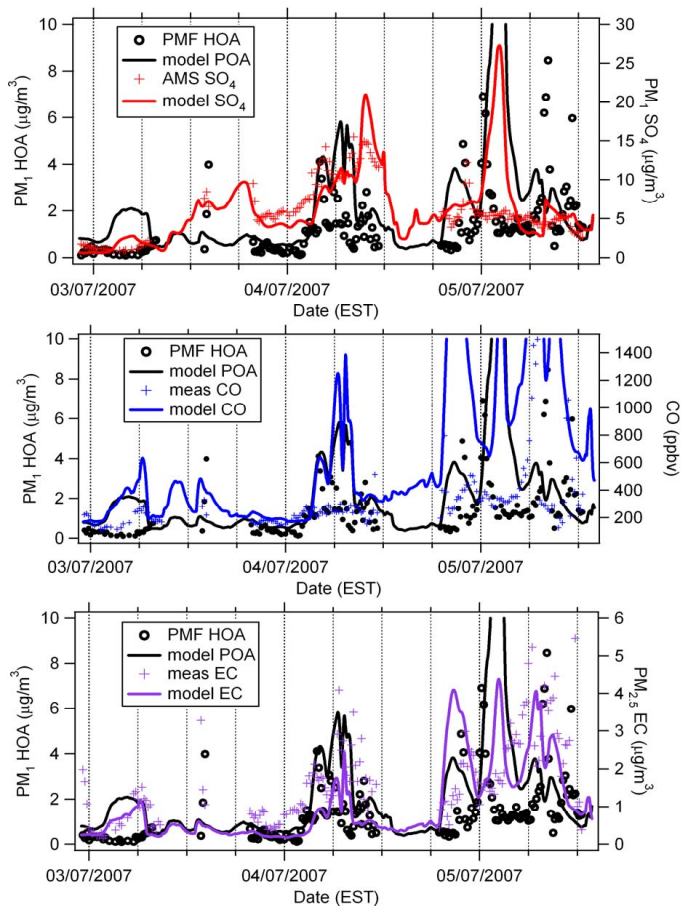 10
8
6
4
2
0
PM1 HOA (μg/m3)
PMF HOA
model POA
AMS SO4
model SO4
30
25
20
15
10
5
0
PM1 SO4 (μg/m3)
03/07/2007 04/07/2007 05/07/2007
Date (EST)
10
8
6
4
2
0
PM1 HOA (μg/m3)
PMF HOA
model POA
meas CO
model CO
1400
1200
1000
800
600
400
200
CO (ppbv)
03/07/2007 04/07/2007 05/07/2007
Date (EST)
10
8
6
4
2
0
PM1 HOA (μg/m3)
PMF HOA
model POA
meas EC
model EC
6
5
4
3
2
1
0
PM2.5 EC (μg/m3)
03/07/2007 04/07/2007 05/07/2007
Date (EST)